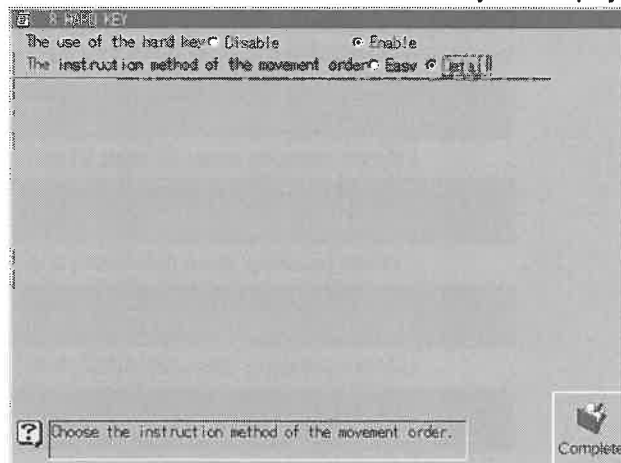 8 HARD KEY
The use of the hard key Disable Enable
The instruction method of the movement order Easy Detail
Choose the instruction method of the movement order.
Complete